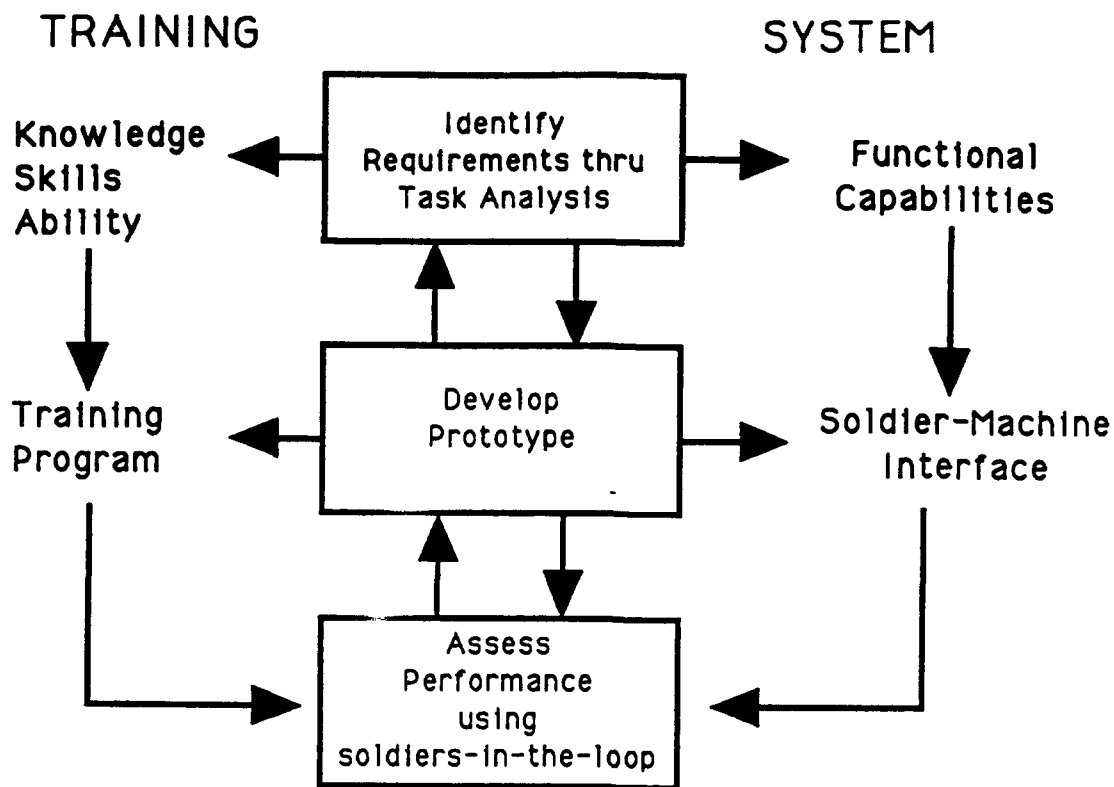 TRAINING
SYSTEM
Identify
Requirements thru
Task Analysis
Knowledge
Skills
Ability
Functional
Capabilities
Develop
Prototype
Training
Program
Soldier-Machine
Interface
Assess
Performance
using
soldiers-in-the-loop